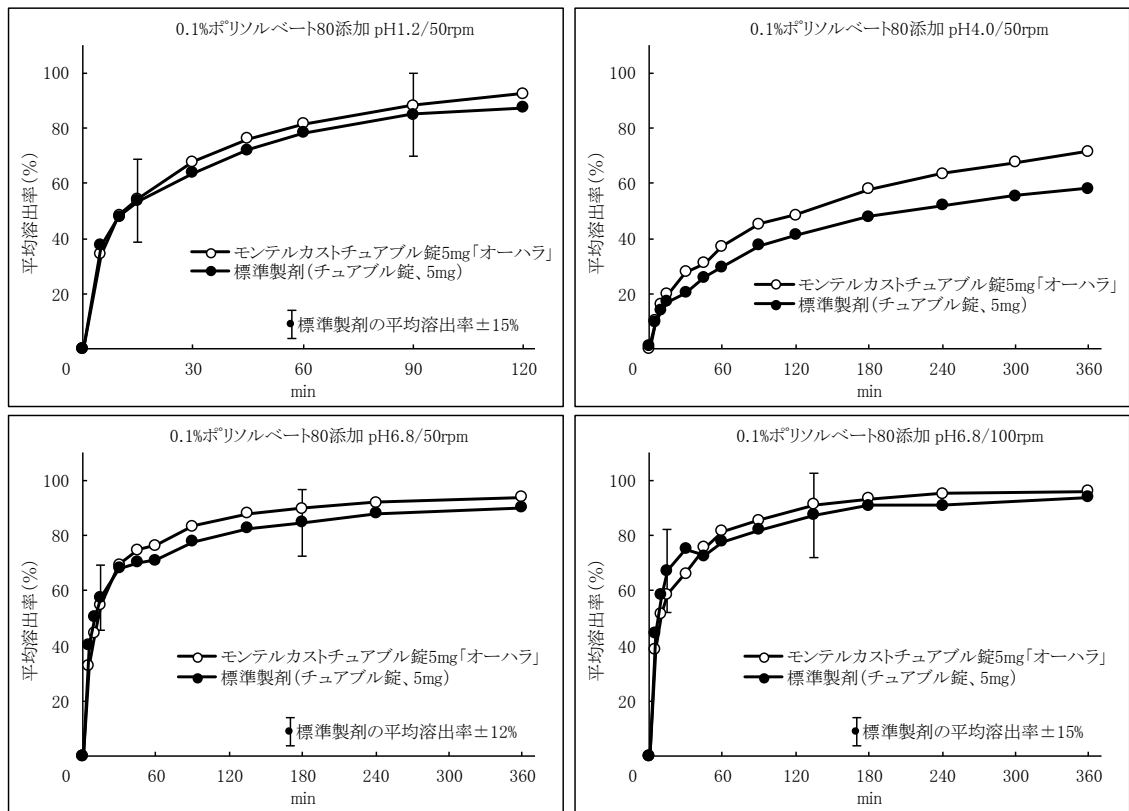 0.1%ポリソルベート80添加 pH1.2/50rpm
平均溶出率(%)
100
80
60
40
20
0
30
60
90
120
min
モンテルカストチュアブル錠5mg「オーハラ」
標準製剤(チュアブル錠、5mg)
標準製剤の平均溶出率±15%
0.1%ポリソルベート80添加 pH4.0/50rpm
平均溶出率(%)
100
80
60
40
20
0
60
120
180
240
300
360
min
モンテルカストチュアブル錠5mg「オーハラ」
標準製剤(チュアブル錠、5mg)
0.1%ポリソルベート80添加 pH6.8/50rpm
平均溶出率(%)
100
80
60
40
20
0
60
120
180
240
300
360
min
モンテルカストチュアブル錠5mg「オーハラ」
標準製剤(チュアブル錠、5mg)
標準製剤の平均溶出率±12%
0.1%ポリソルベート80添加 pH6.8/100rpm
平均溶出率(%)
100
80
60
40
20
0
60
120
180
240
300
360
min
モンテルカストチュアブル錠5mg「オーハラ」
標準製剤(チュアブル錠、5mg)
標準製剤の平均溶出率±15%